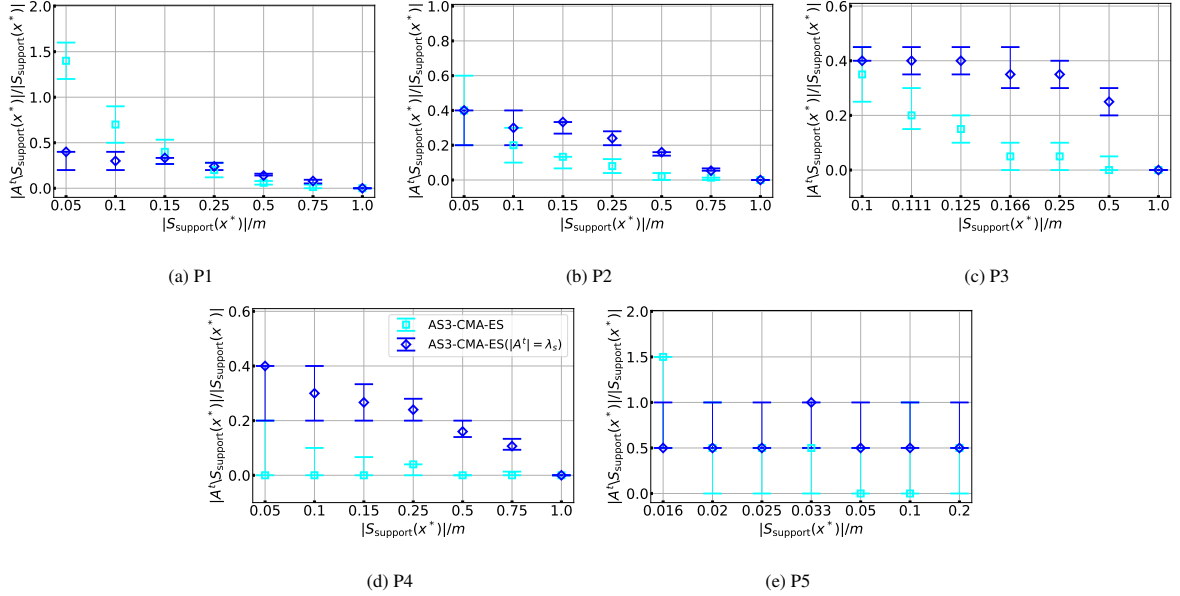 |A^t\S_support(x^*)|/|S_support(x^*)|
2.0
1.5
1.0
0.5
0.0
0.05 0.1 0.15 0.25 0.5 0.75 1.0
|S_support(x^*)|/m
(a) P1
|A^t\S_support(x^*)|/|S_support(x^*)|
1.0
0.8
0.6
0.4
0.2
0.0
0.05 0.1 0.15 0.25 0.5 0.75 1.0
|S_support(x^*)|/m
(b) P2
|A^t\S_support(x^*)|/|S_support(x^*)|
0.6
0.4
0.2
0.0
0.1 0.111 0.125 0.166 0.25 0.5 1.0
|S_support(x^*)|/m
(c) P3
|A^t\S_support(x^*)|/|S_support(x^*)|
0.6
0.4
0.2
0.0
AS3-CMA-ES
AS3-CMA-ES(|A^t| = λ_s)
0.05 0.1 0.15 0.25 0.5 0.75 1.0
|S_support(x^*)|/m
(d) P4
|A^t\S_support(x^*)|/|S_support(x^*)|
2.0
1.5
1.0
0.5
0.0
0.016 0.02 0.025 0.033 0.05 0.1 0.2
|S_support(x^*)|/m
(e) P5